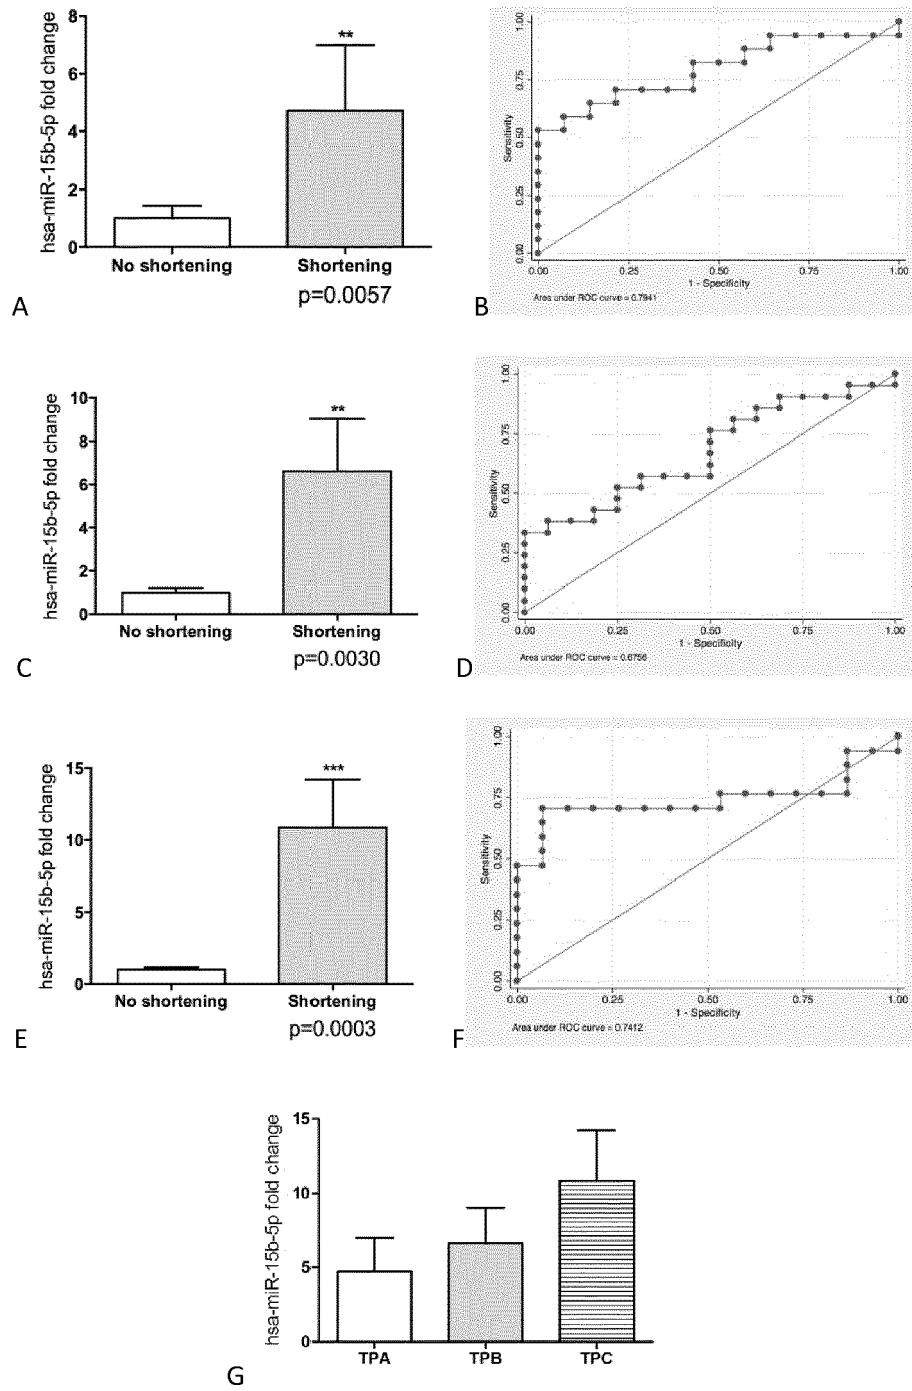 hsa-miR-15b-5p fold change
8
6
4
2
0
**
No shortening Shortening
p=0.0057
A
Sensitivity
1.00
0.75
0.50
0.25
0.00
0.00 0.25 0.50 0.75 1.00
1 - Specificity
Area under ROC curve = 0.7941
B
hsa-miR-15b-5p fold change
10
8
6
4
2
0
**
No shortening Shortening
p=0.0030
C
Sensitivity
1.00
0.75
0.50
0.25
0.00
0.00 0.25 0.50 0.75 1.00
1 - Specificity
Area under ROC curve = 0.6756
D
hsa-miR-15b-5p fold change
15
10
5
0
***
No shortening Shortening
p=0.0003
E
Sensitivity
1.00
0.75
0.50
0.25
0.00
0.00 0.25 0.50 0.75 1.00
1 - Specificity
Area under ROC curve = 0.7412
F
hsa-miR-15b-5p fold change
15
10
5
0
TPA TPB TPC
G